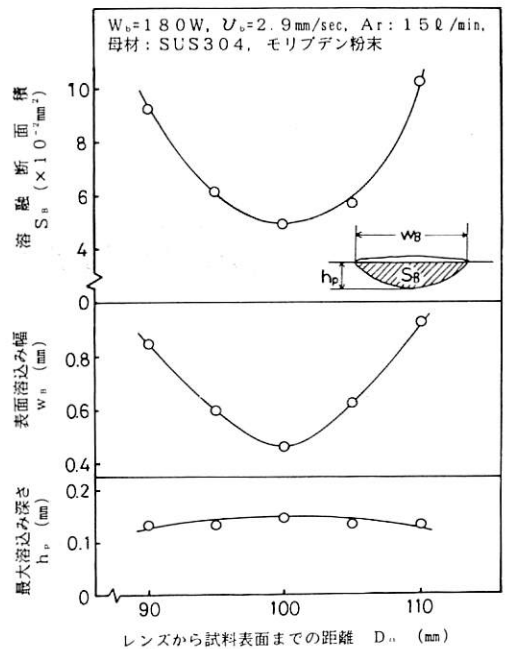 W_b=180W, υ_b=2.9mm/sec, Ar: 15ℓ/min,
母材: SUS304, モリブデン粉末
溶融断面積
S_B (×10⁻²mm²)
10
8
6
4
0
w_B
h_p
S_B
表面溶込み幅
w_B (mm)
0.8
0.6
0.4
最大溶込み深さ
h_p (mm)
0.2
0.1
0
90
100
110
レンズから試料表面までの距離 D (mm)